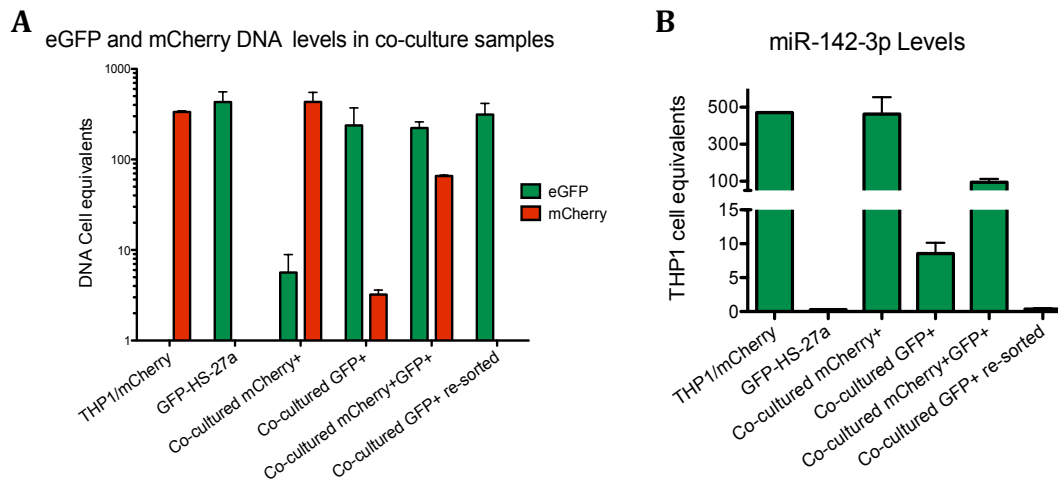 A
eGFP and mCherry DNA levels in co-culture samples
DNA Cell equivalents
1000
100
10
1
THP1/mCherry
GFP-HS-27a
Co-cultured mCherry+
Co-cultured GFP+
Co-cultured mCherry+GFP+
Co-cultured GFP+ re-sorted
eGFP
mCherry
B
miR-142-3p Levels
THP1 cell equivalents
500
300
100
15
10
5
0
THP1/mCherry
GFP-HS-27a
Co-cultured mCherry+
Co-cultured GFP+
Co-cultured mCherry+GFP+
Co-cultured GFP+ re-sorted